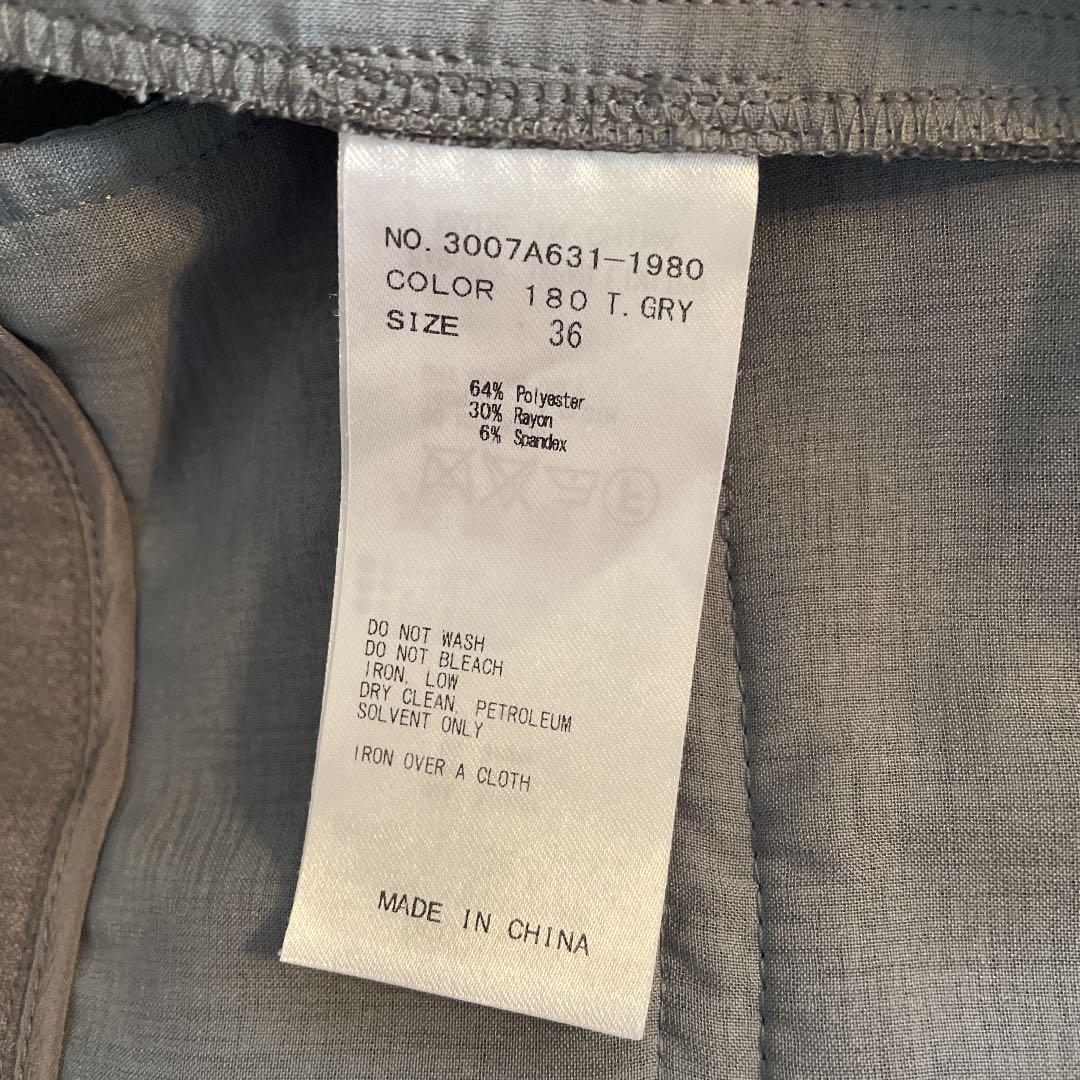 NO. 3007A631-1980
COLOR 180 T. GRY
SIZE 36
64% Polyester
30% Rayon
6% Spandex
DO NOT WASH
DO NOT BLEACH
IRON, LOW
DRY CLEAN, PETROLEUM
SOLVENT ONLY
IRON OVER A CLOTH
MADE IN CHINA